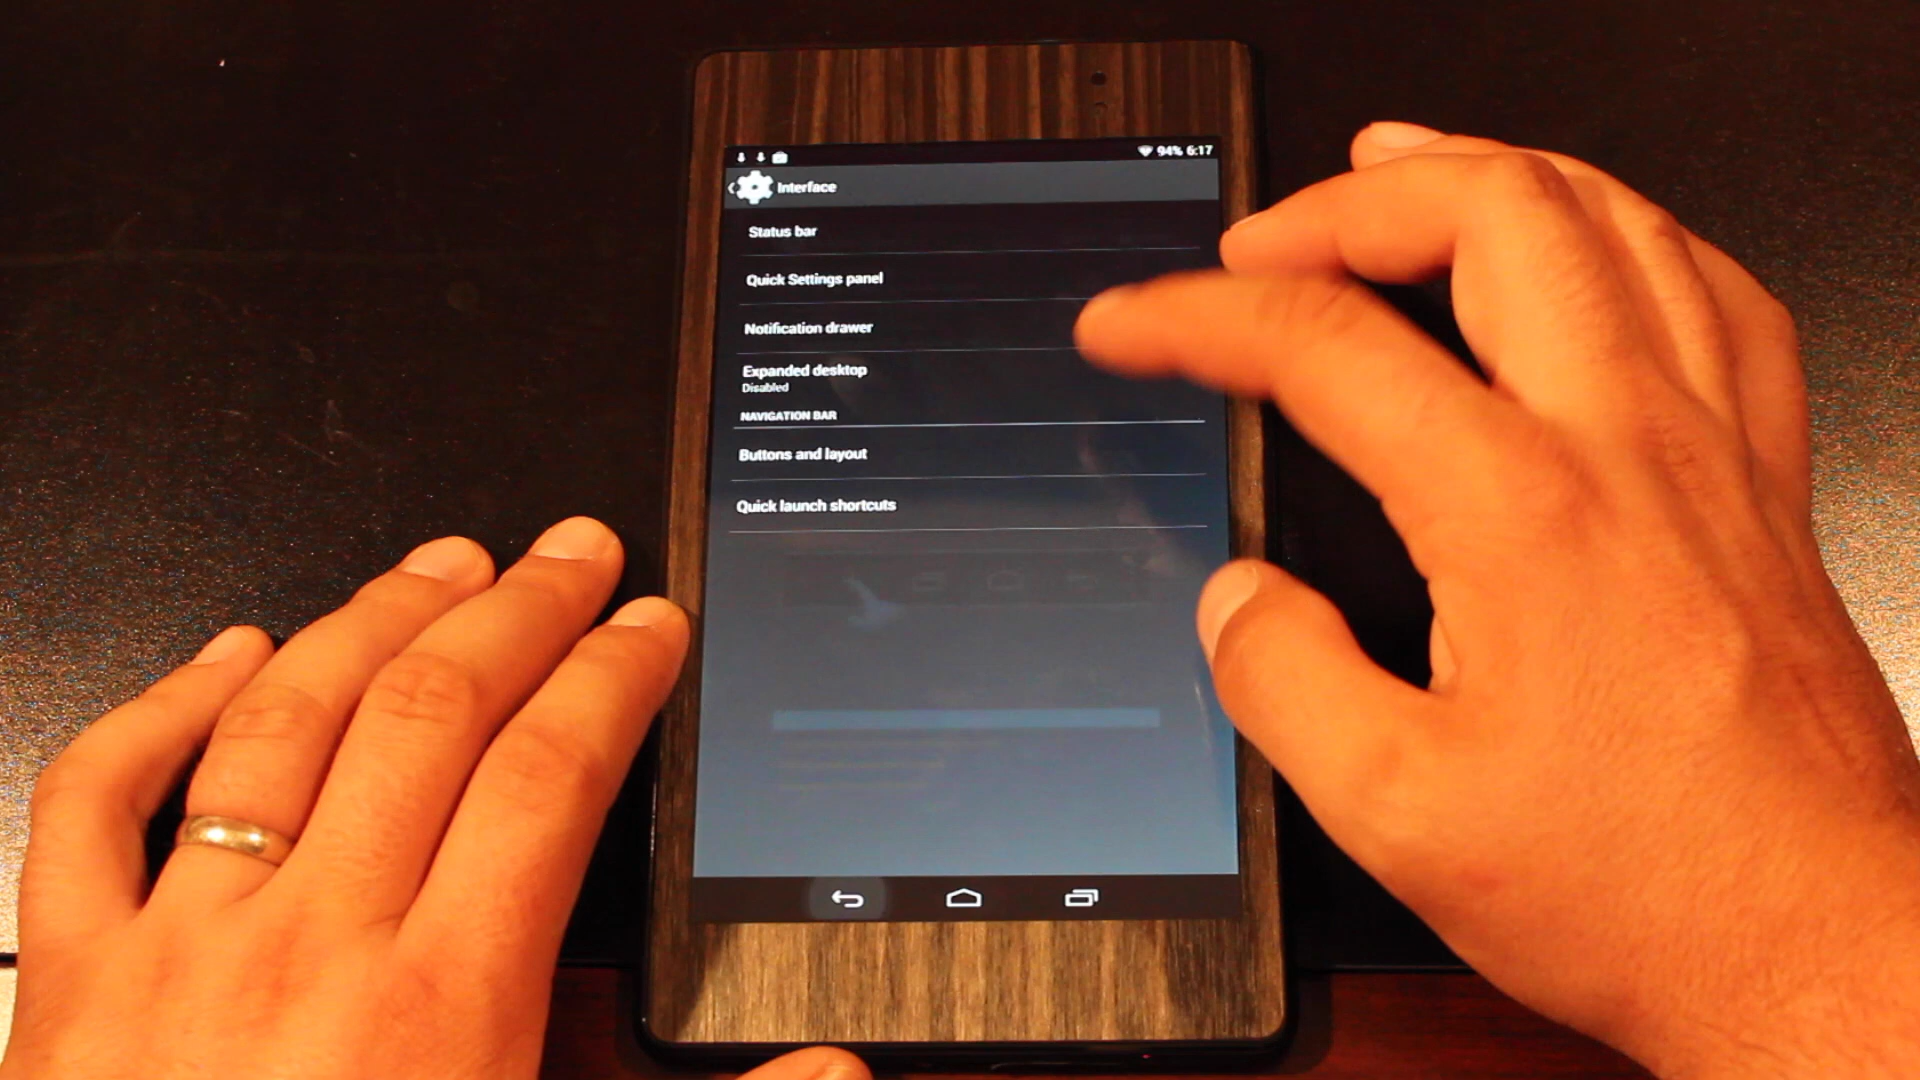 94% 6:17
Interface
Status bar
Quick Settings panel
Notification drawer
Expanded desktop
Disabled
NAVIGATION BAR
Buttons and layout
Quick launch shortcuts